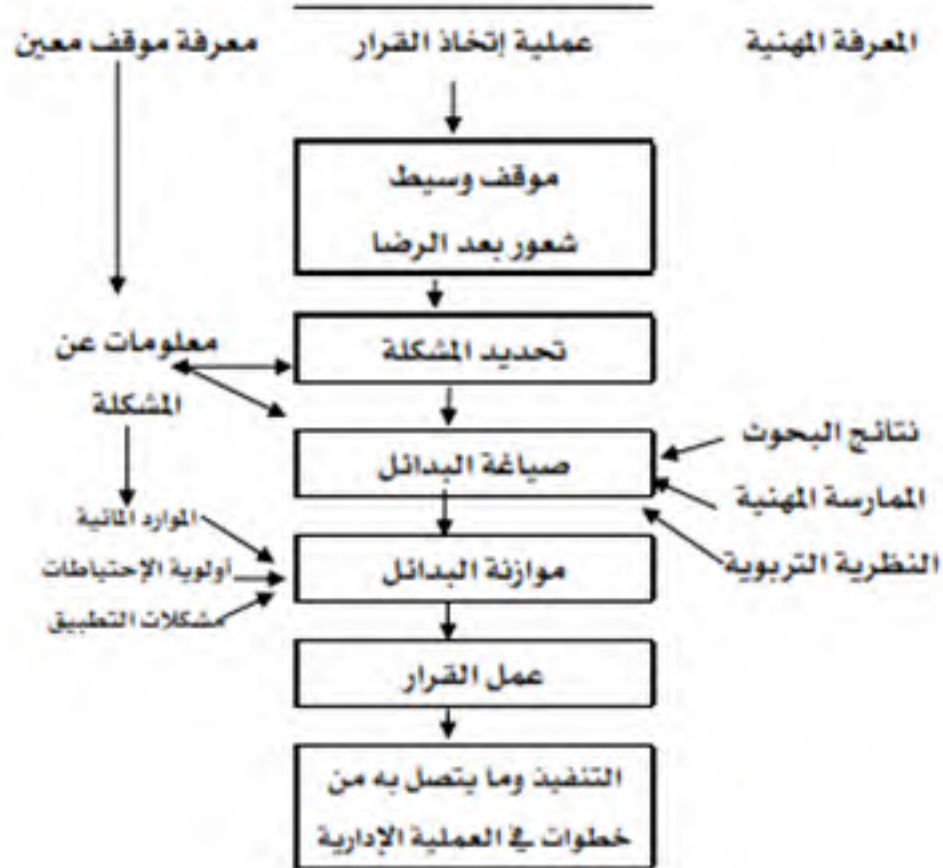 المعرفة المهنية
عملية إتخاذ القرار
معرفة موقف معين
موقف وسيط
شعور بعد الرضا
تحديد المشكلة
معلومات عن
المشكلة
صياغة البدائل
نتائج البحوث
الممارسة المهنية
النظرية التربوية
موازنة البدائل
الموارد المالية
أولوية الإحتياطات
مشكلات التطبيق
عمل القرار
التنفيذ وما يتصل به من
خطوات في العملية الإدارية